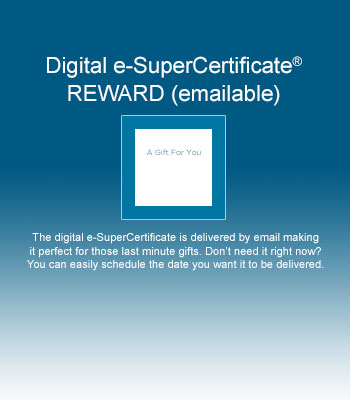 Digital e-SuperCertificate®
REWARD (emailable)
A Gift For You
The digital e-SuperCertificate is delivered by email making
it perfect for those last minute gifts. Don't need it right now?
You can easily schedule the date you want it to be delivered.